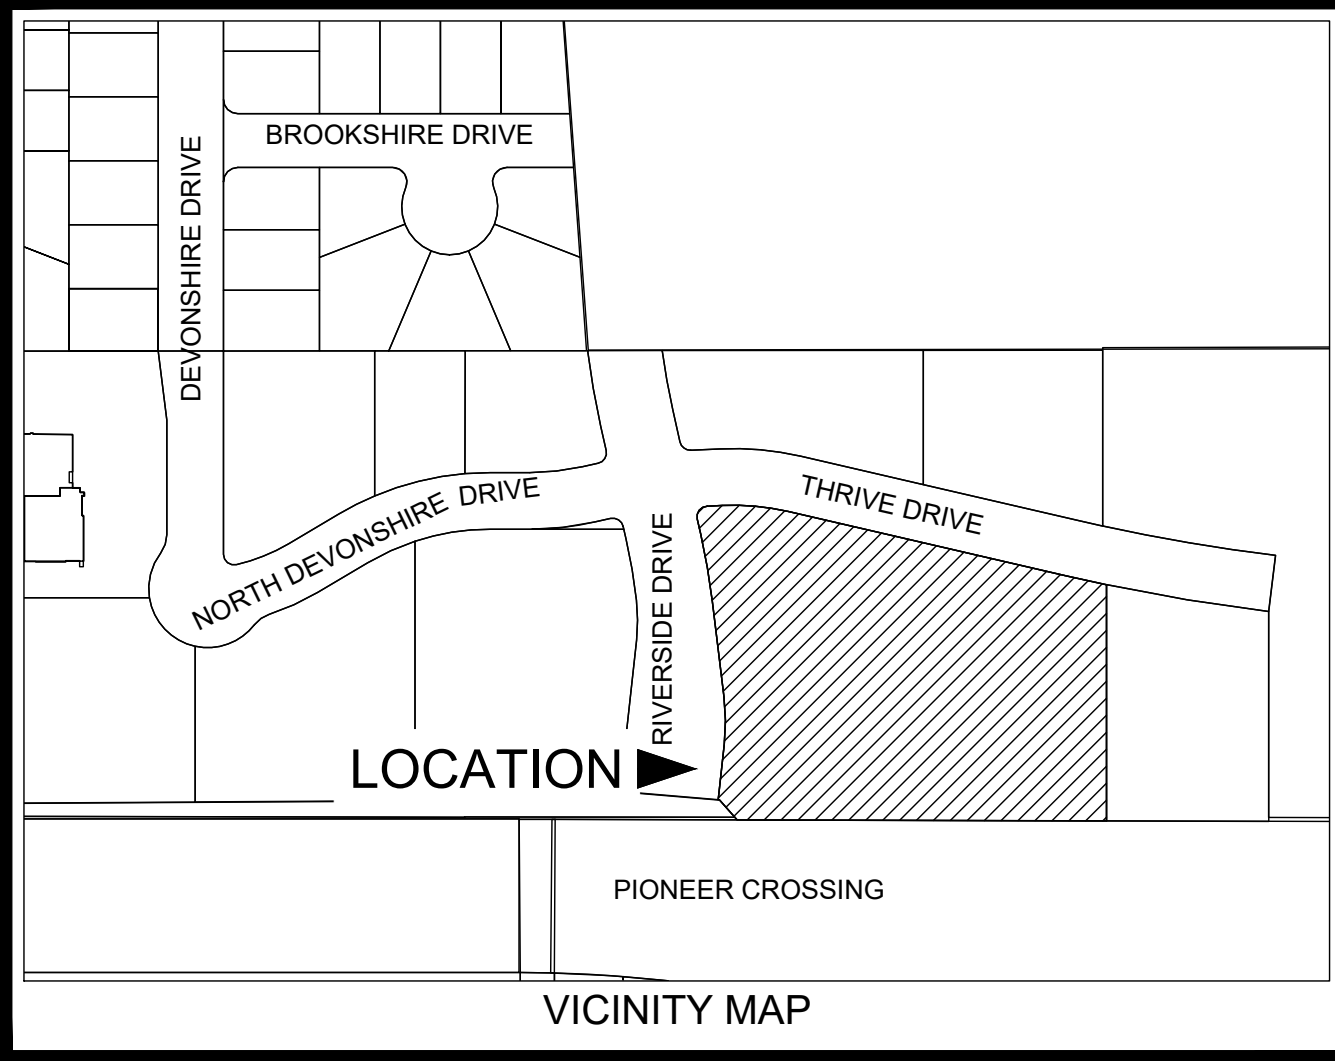 BROOKSHIRE DRIVE
DEVONSHIRE DRIVE
THRIVE DRIVE
NORTH DEVONSHIRE DRIVE
RIVERSIDE DRIVE
LOCATION
PIONEER CROSSING
VICINITY MAP